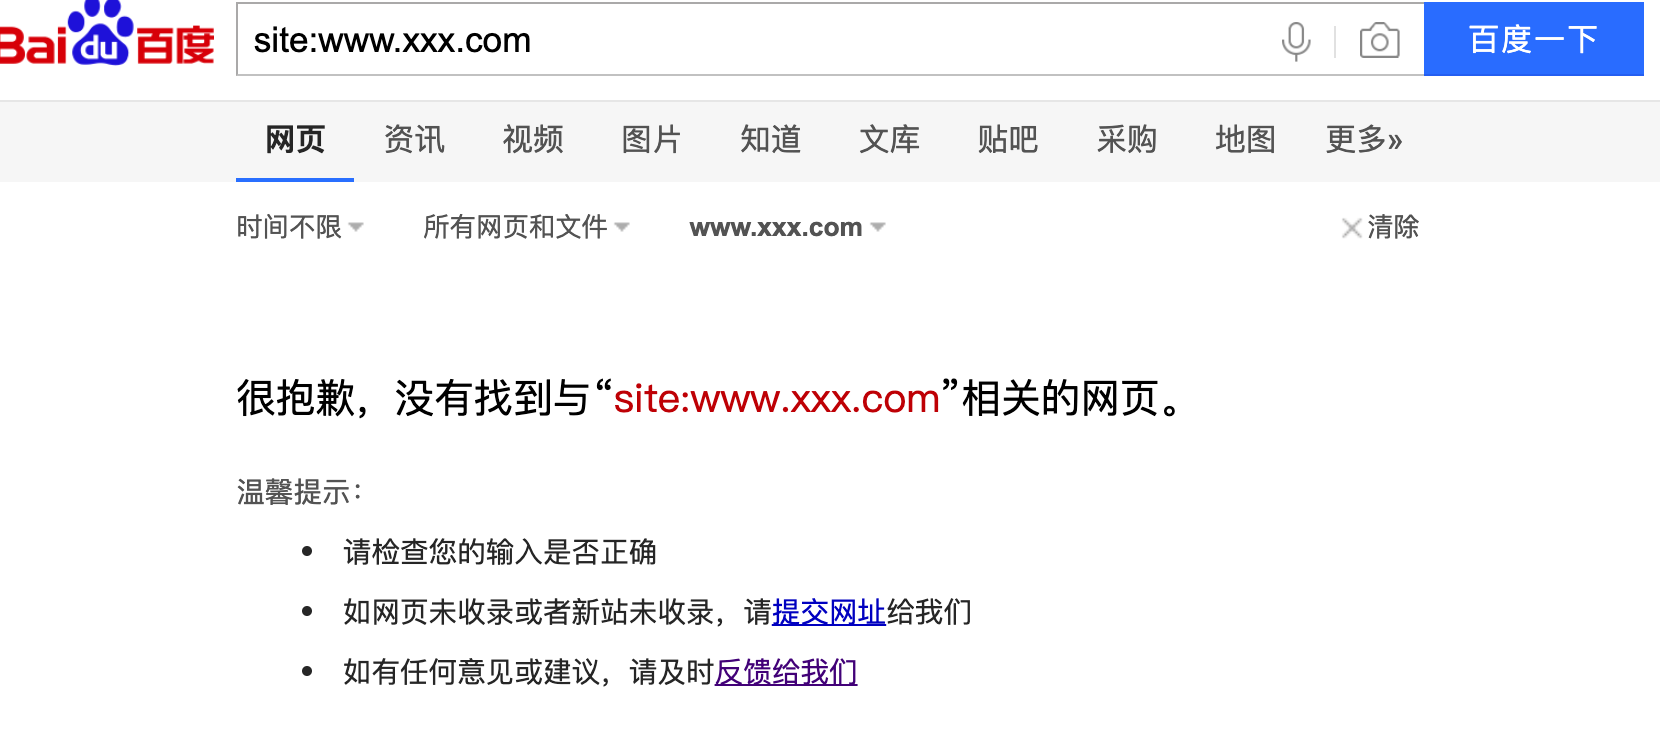 Bai du 百度 site:www.xxx.com 百度一下
网页 资讯 视频 图片 知道 文库 贴吧 采购 地图 更多»
时间不限 所有网页和文件 www.xxx.com 清除
很抱歉，没有找到与“site:www.xxx.com”相关的网页。
温馨提示：
• 请检查您的输入是否正确
• 如网页未收录或者新站未收录，请提交网址给我们
• 如有任何意见或建议，请及时反馈给我们